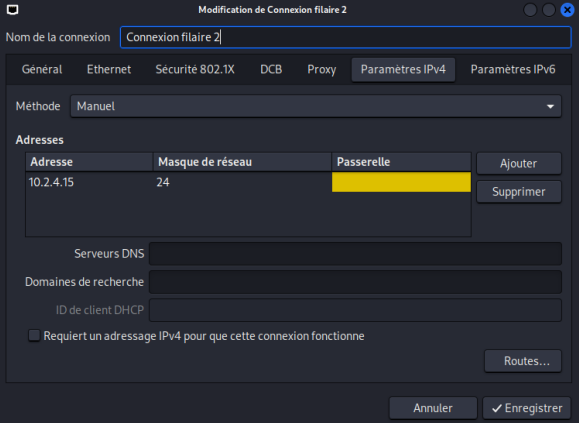 Modification de Connexion filaire 2
Nom de la connexion Connexion filaire 2
Général Ethernet Sécurité 802.1X DCB Proxy Paramètres IPv4 Paramètres IPv6
Méthode Manuel
Adresses
Adresse Masque de réseau Passerelle Ajouter
10.2.4.15 24
Supprimer
Serveurs DNS
Domaines de recherche
ID de client DHCP
Requiert un adressage IPv4 pour que cette connexion fonctionne
Routes...
Annuler Enregistrer